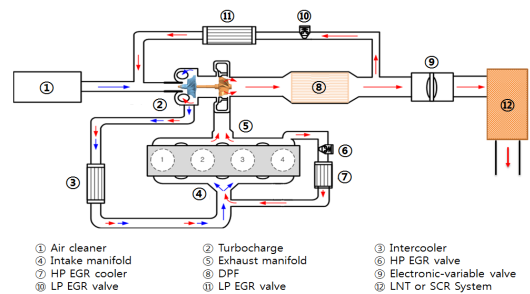 ⑪
⑩
①
②
⑧
⑨
⑫
⑤
⑥
1 2 3 4
③
④
⑦
① Air cleaner ② Turbocharge ③ Intercooler
④ Intake manifold ⑤ Exhaust manifold ⑥ HP EGR valve
⑦ HP EGR cooler ⑧ DPF ⑨ Electronic-variable valve
⑩ LP EGR valve ⑪ LP EGR valve ⑫ LNT or SCR System